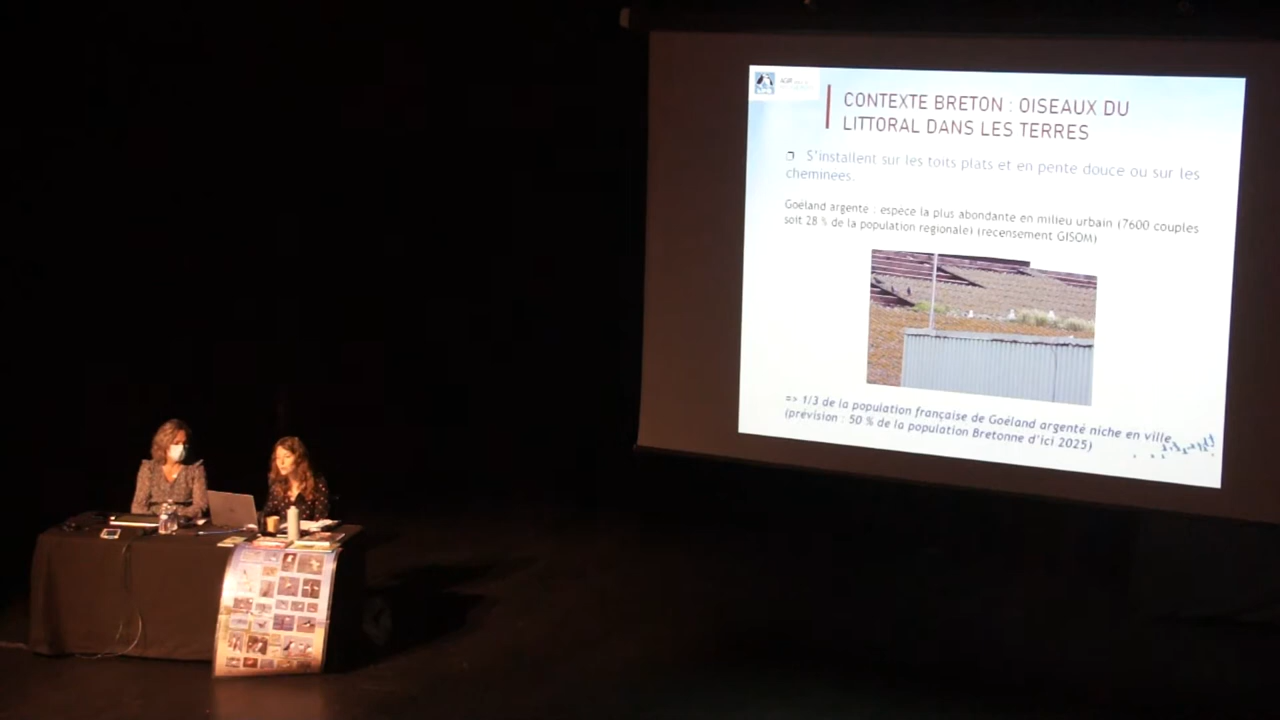 CONTEXTE BRETON : OISEAUX DU
LITTORAL DANS LES TERRES
S'installent sur les toits plats et en pente douce ou sur les
cheminées.
Goéland argenté : espèce la plus abondante en milieu urbain (7600 couples
soit 28 % de la population régionale) (recensement GISOM)
=> 1/3 de la population française de Goéland argenté niche en ville
(prévision : 50 % de la population Bretonne d'ici 2025)